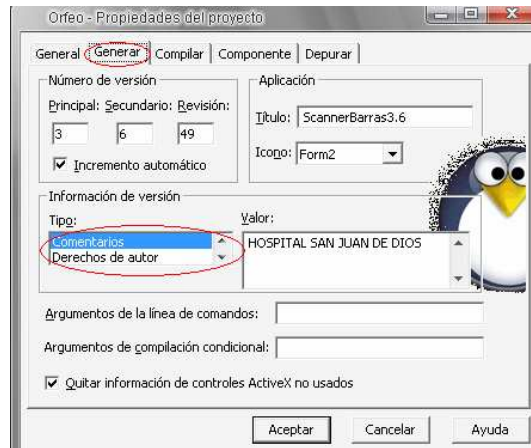 Orfeo - Propiedades del proyecto
General Generar Compilar Componente Depurar
Número de versión
Principal: Secundario: Revisión:
3 6 49
Incremento automático
Aplicación
Título: ScannerBarras3.6
Icono: Form2
Información de versión
Tipo:
Comentarios
Derechos de autor
Valor:
HOSPITAL SAN JUAN DE DIOS
Argumentos de la línea de comandos:
Argumentos de compilación condicional:
Quitar información de controles ActiveX no usados
Aceptar Cancelar Ayuda